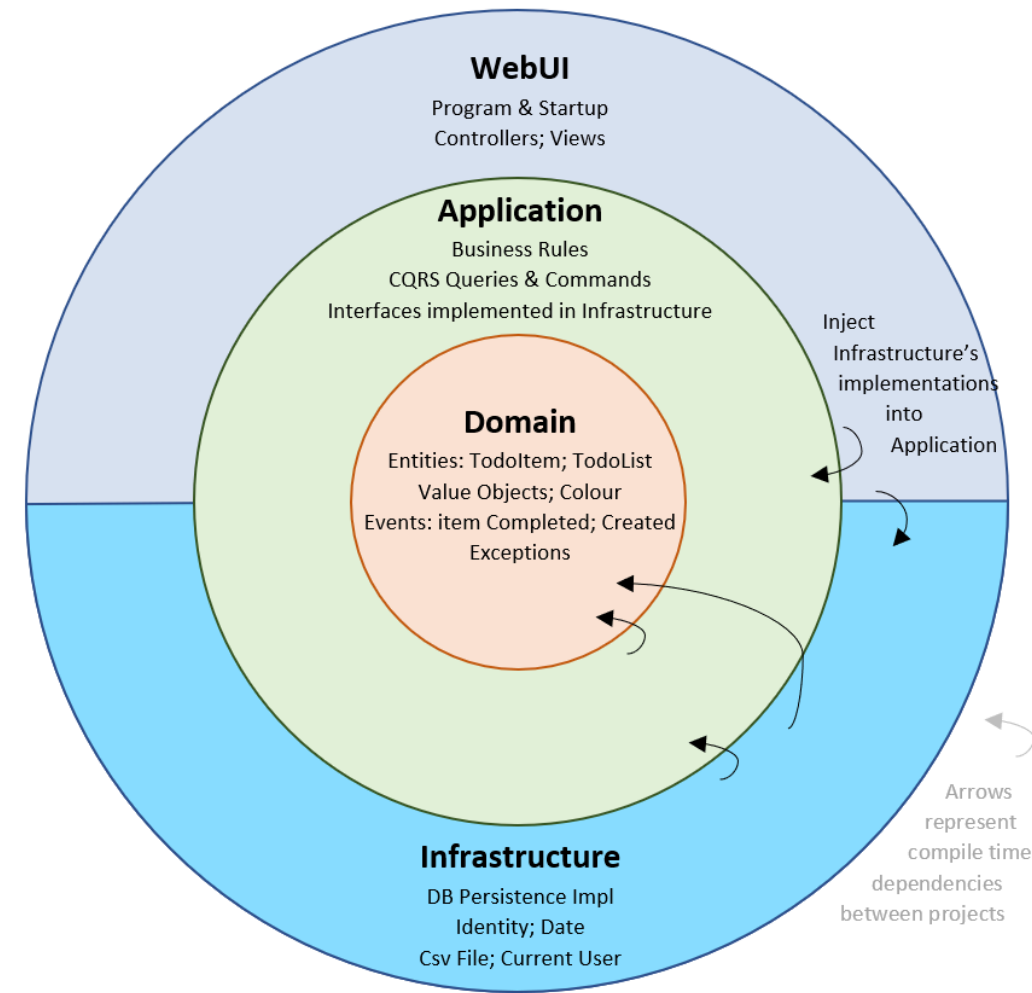 WebUI
Program & Startup
Controllers; Views
Application
Business Rules
CQRS Queries & Commands
Interfaces implemented in Infrastructure
Inject
Infrastructure’s
implementations
into
Application
Domain
Entities: TodoItem; TodoList
Value Objects; Colour
Events: item Completed; Created
Exceptions
Arrows
represent
compile time
dependencies
between projects
Infrastructure
DB Persistence Impl
Identity; Date
Csv File; Current User